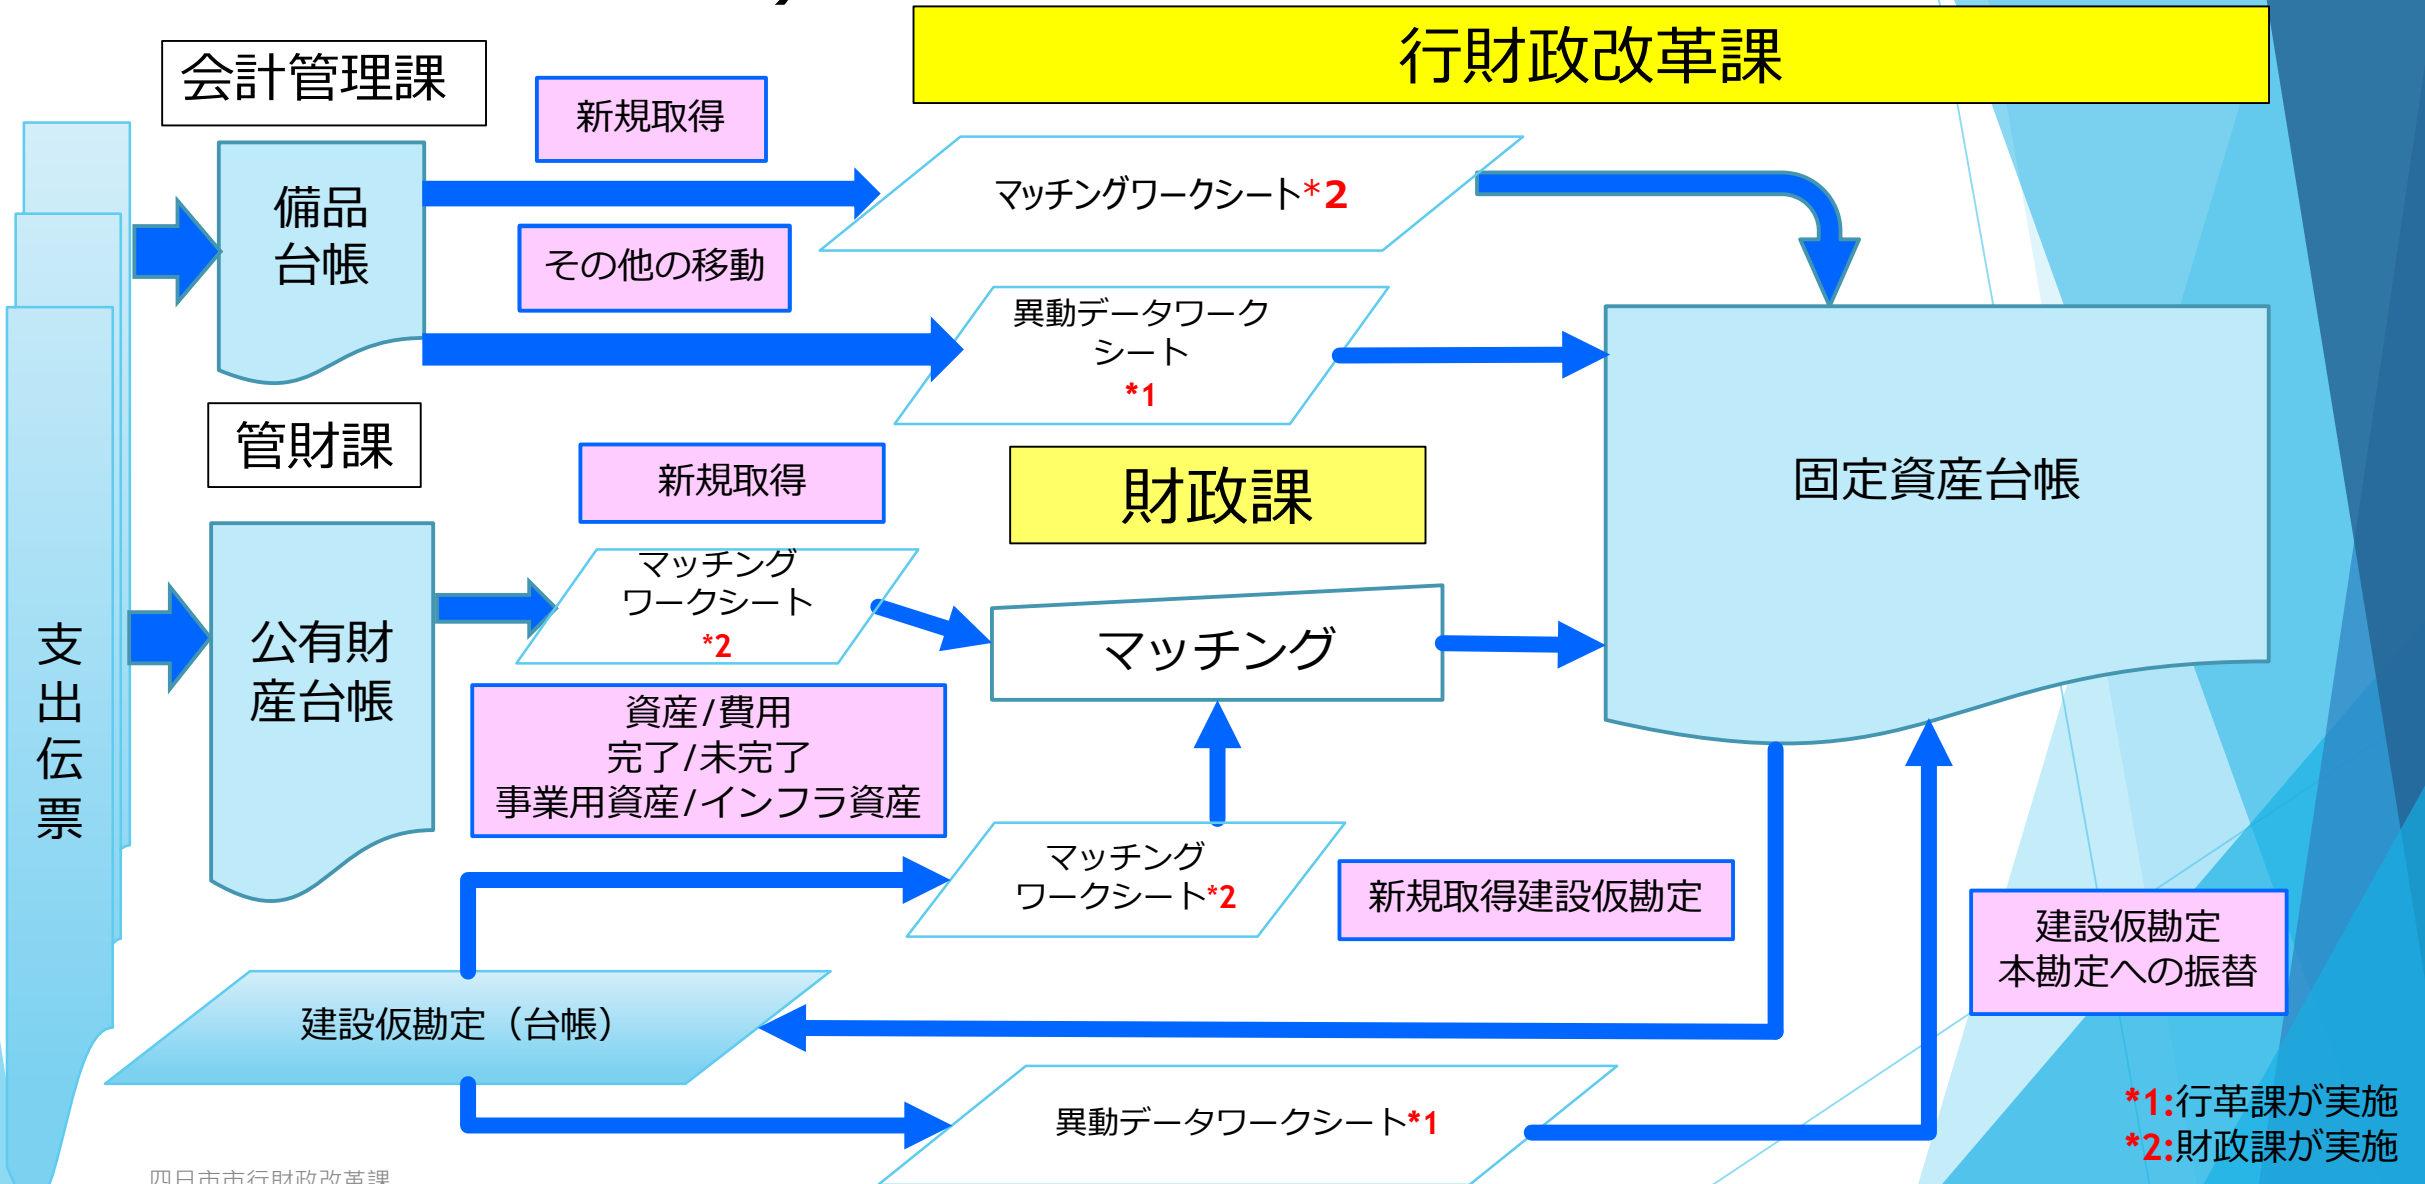 行財政改革課
会計管理課
新規取得
備品
台帳
マッチングワークシート*2
その他の移動
異動データワーク
シート
*1
管財課
新規取得
財政課
固定資産台帳
マッチング
ワークシート
*2
支
出
伝
票
公有財
産台帳
マッチング
資産/費用
完了/未完了
事業用資産/インフラ資産
マッチング
ワークシート*2
新規取得建設仮勘定
建設仮勘定
本勘定への振替
建設仮勘定（台帳）
異動データワークシート*1
*1:行革課が実施
*2:財政課が実施
四日市市行財政改革課